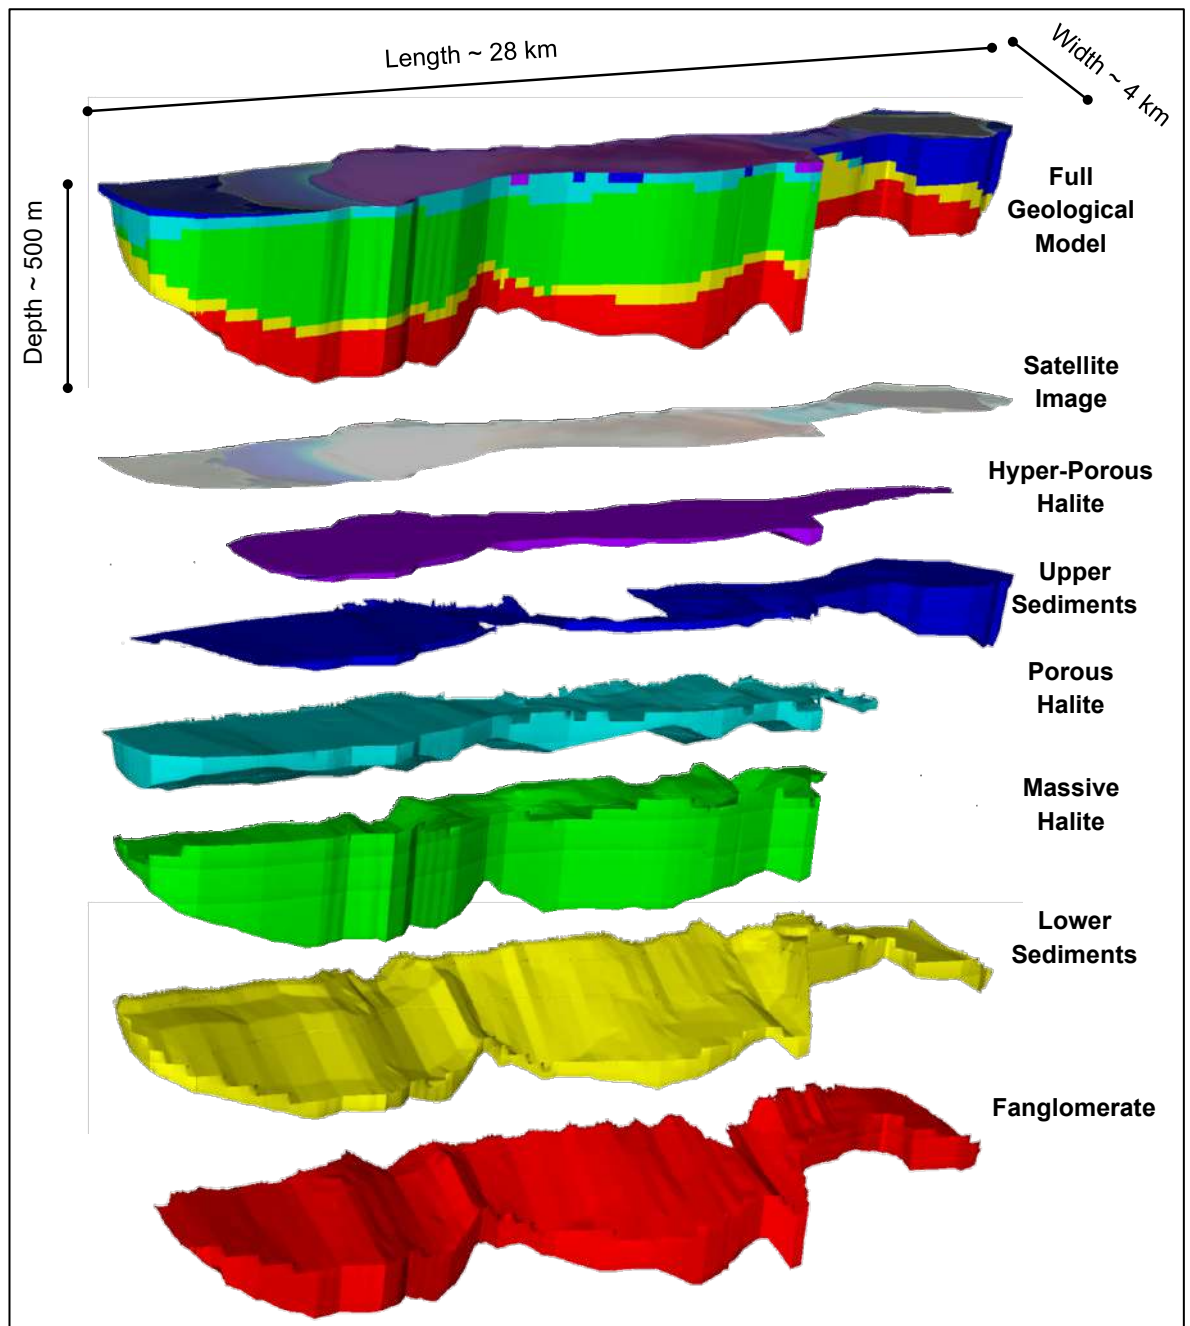 Length ~ 28 km
Width ~ 4 km
Depth ~ 500 m
Full
Geological
Model
Satellite
Image
Hyper-Porous
Halite
Upper
Sediments
Porous
Halite
Massive
Halite
Lower
Sediments
Fanglomerate